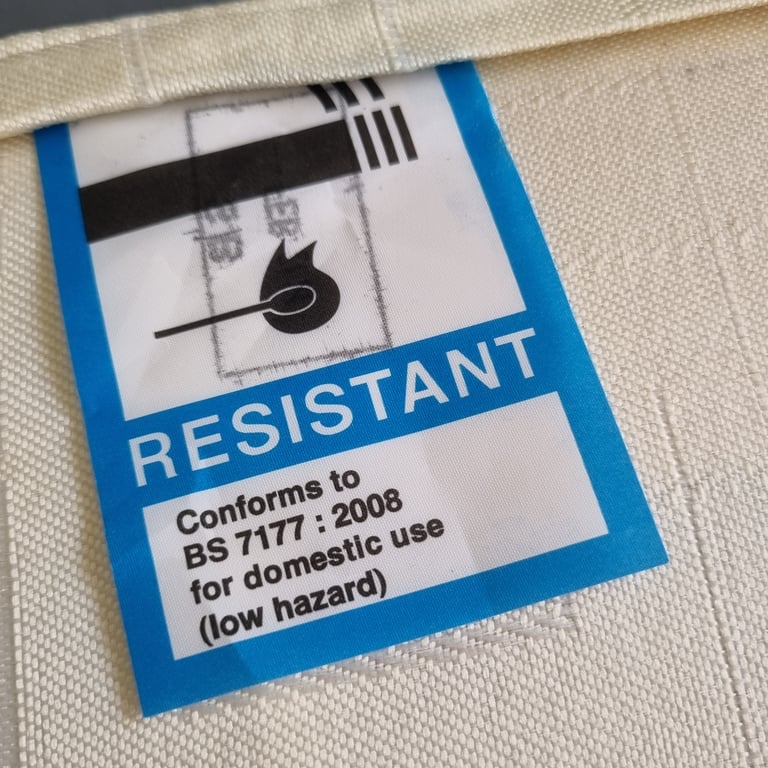 RESISTANT
Conforms to
BS 7177 : 2008
for domestic use
(low hazard)